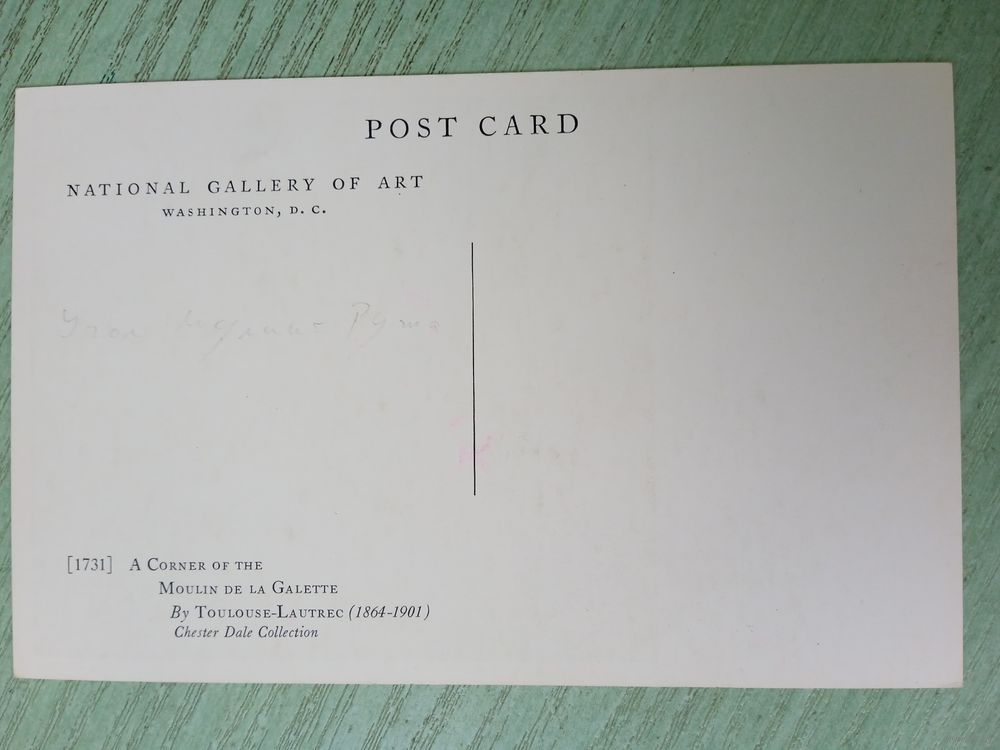 POST CARD
NATIONAL GALLERY OF ART
WASHINGTON, D. C.
[1731] A CORNER OF THE
MOULIN DE LA GALETTE
By TOULOUSE-LAUTREC (1864-1901)
Chester Dale Collection